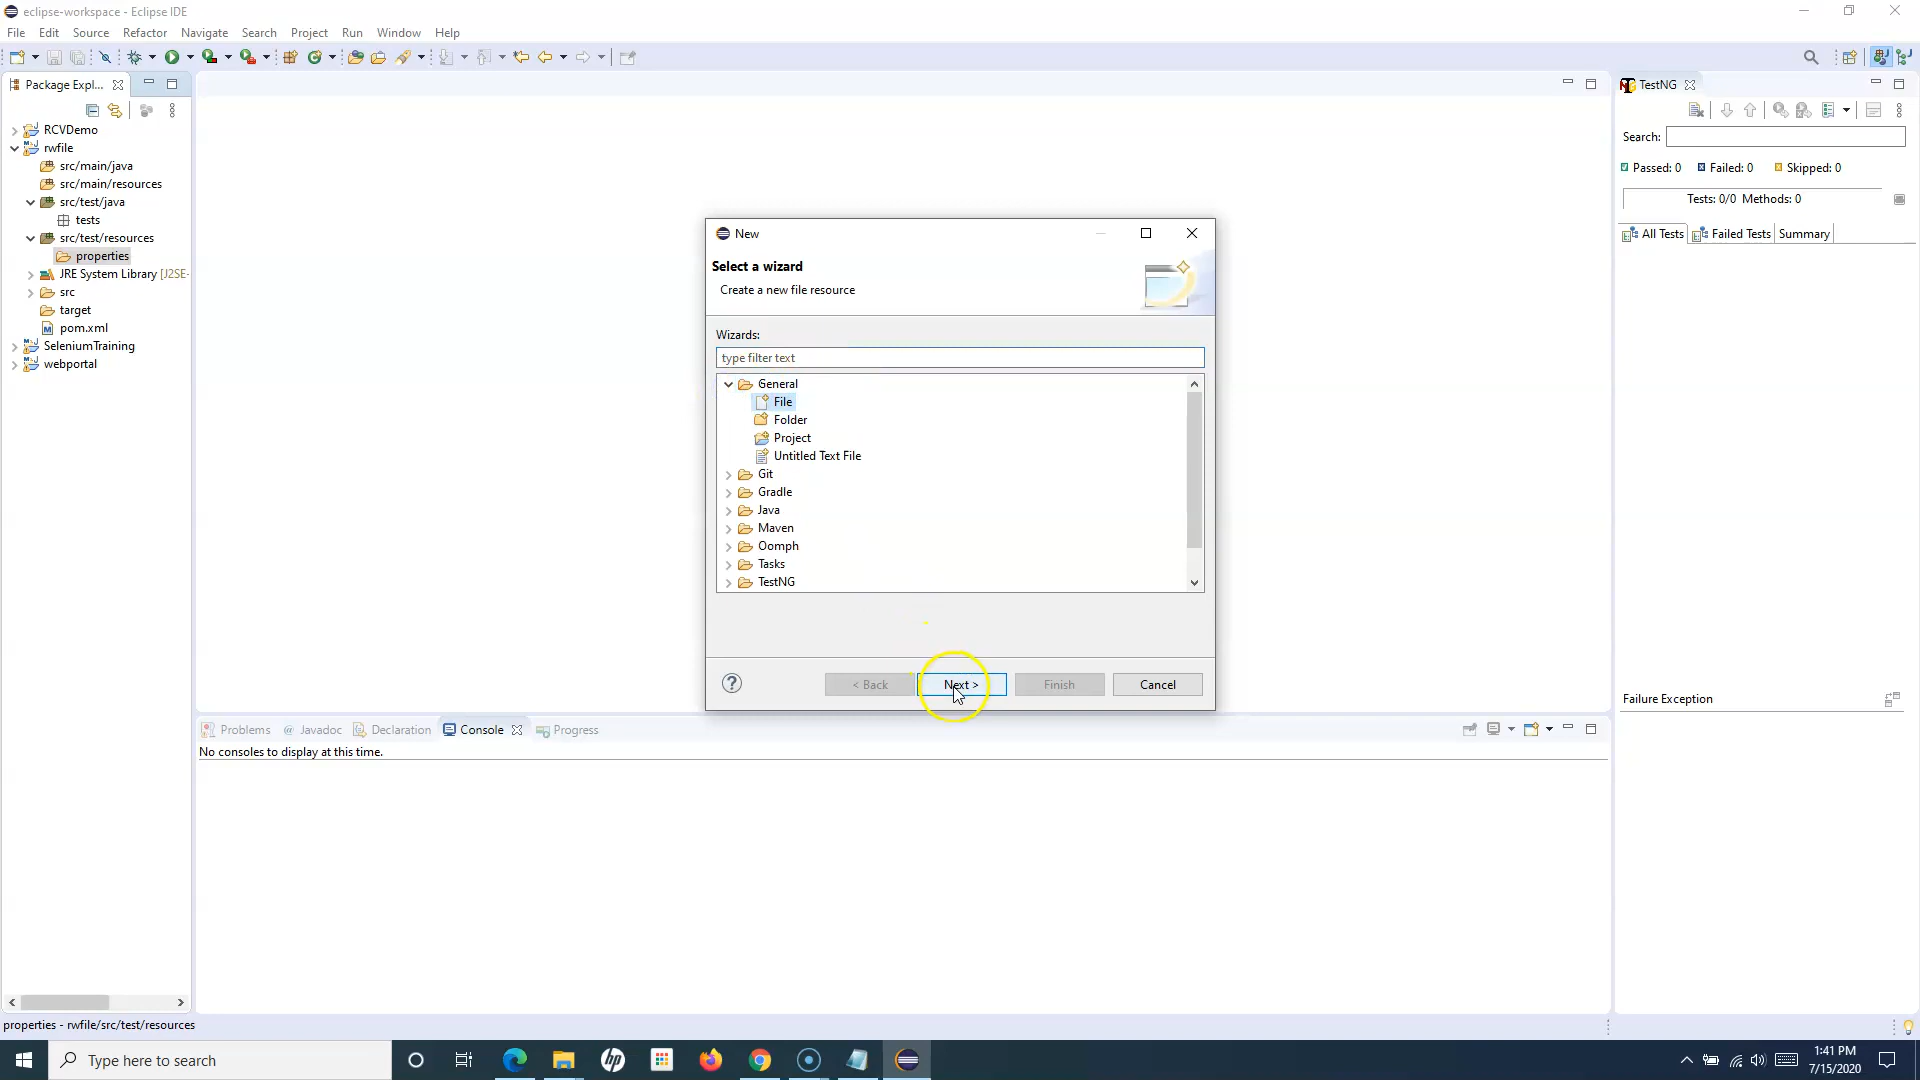 eclipse-workspace - Eclipse IDE
File Edit Source Refactor Navigate Search Project Run Window Help
Package Expl...
RCVDemo
rwfile
src/main/java
src/main/resources
src/test/java
tests
src/test/resources
properties
JRE System Library [J2SE-
src
target
pom.xml
SeleniumTraining
webportal
New
Select a wizard
Create a new file resource
Wizards:
type filter text
General
File
Folder
Project
Untitled Text File
Git
Gradle
Java
Maven
Oomph
Tasks
TestNG
< Back Next > Finish Cancel
TestNG
Search:
Passed: 0 Failed: 0 Skipped: 0
Tests: 0/0 Methods: 0
All Tests Failed Tests Summary
Failure Exception
Problems Javadoc Declaration Console Progress
No consoles to display at this time.
properties - rwfile/src/test/resources
Type here to search
1:41 PM
7/15/2020